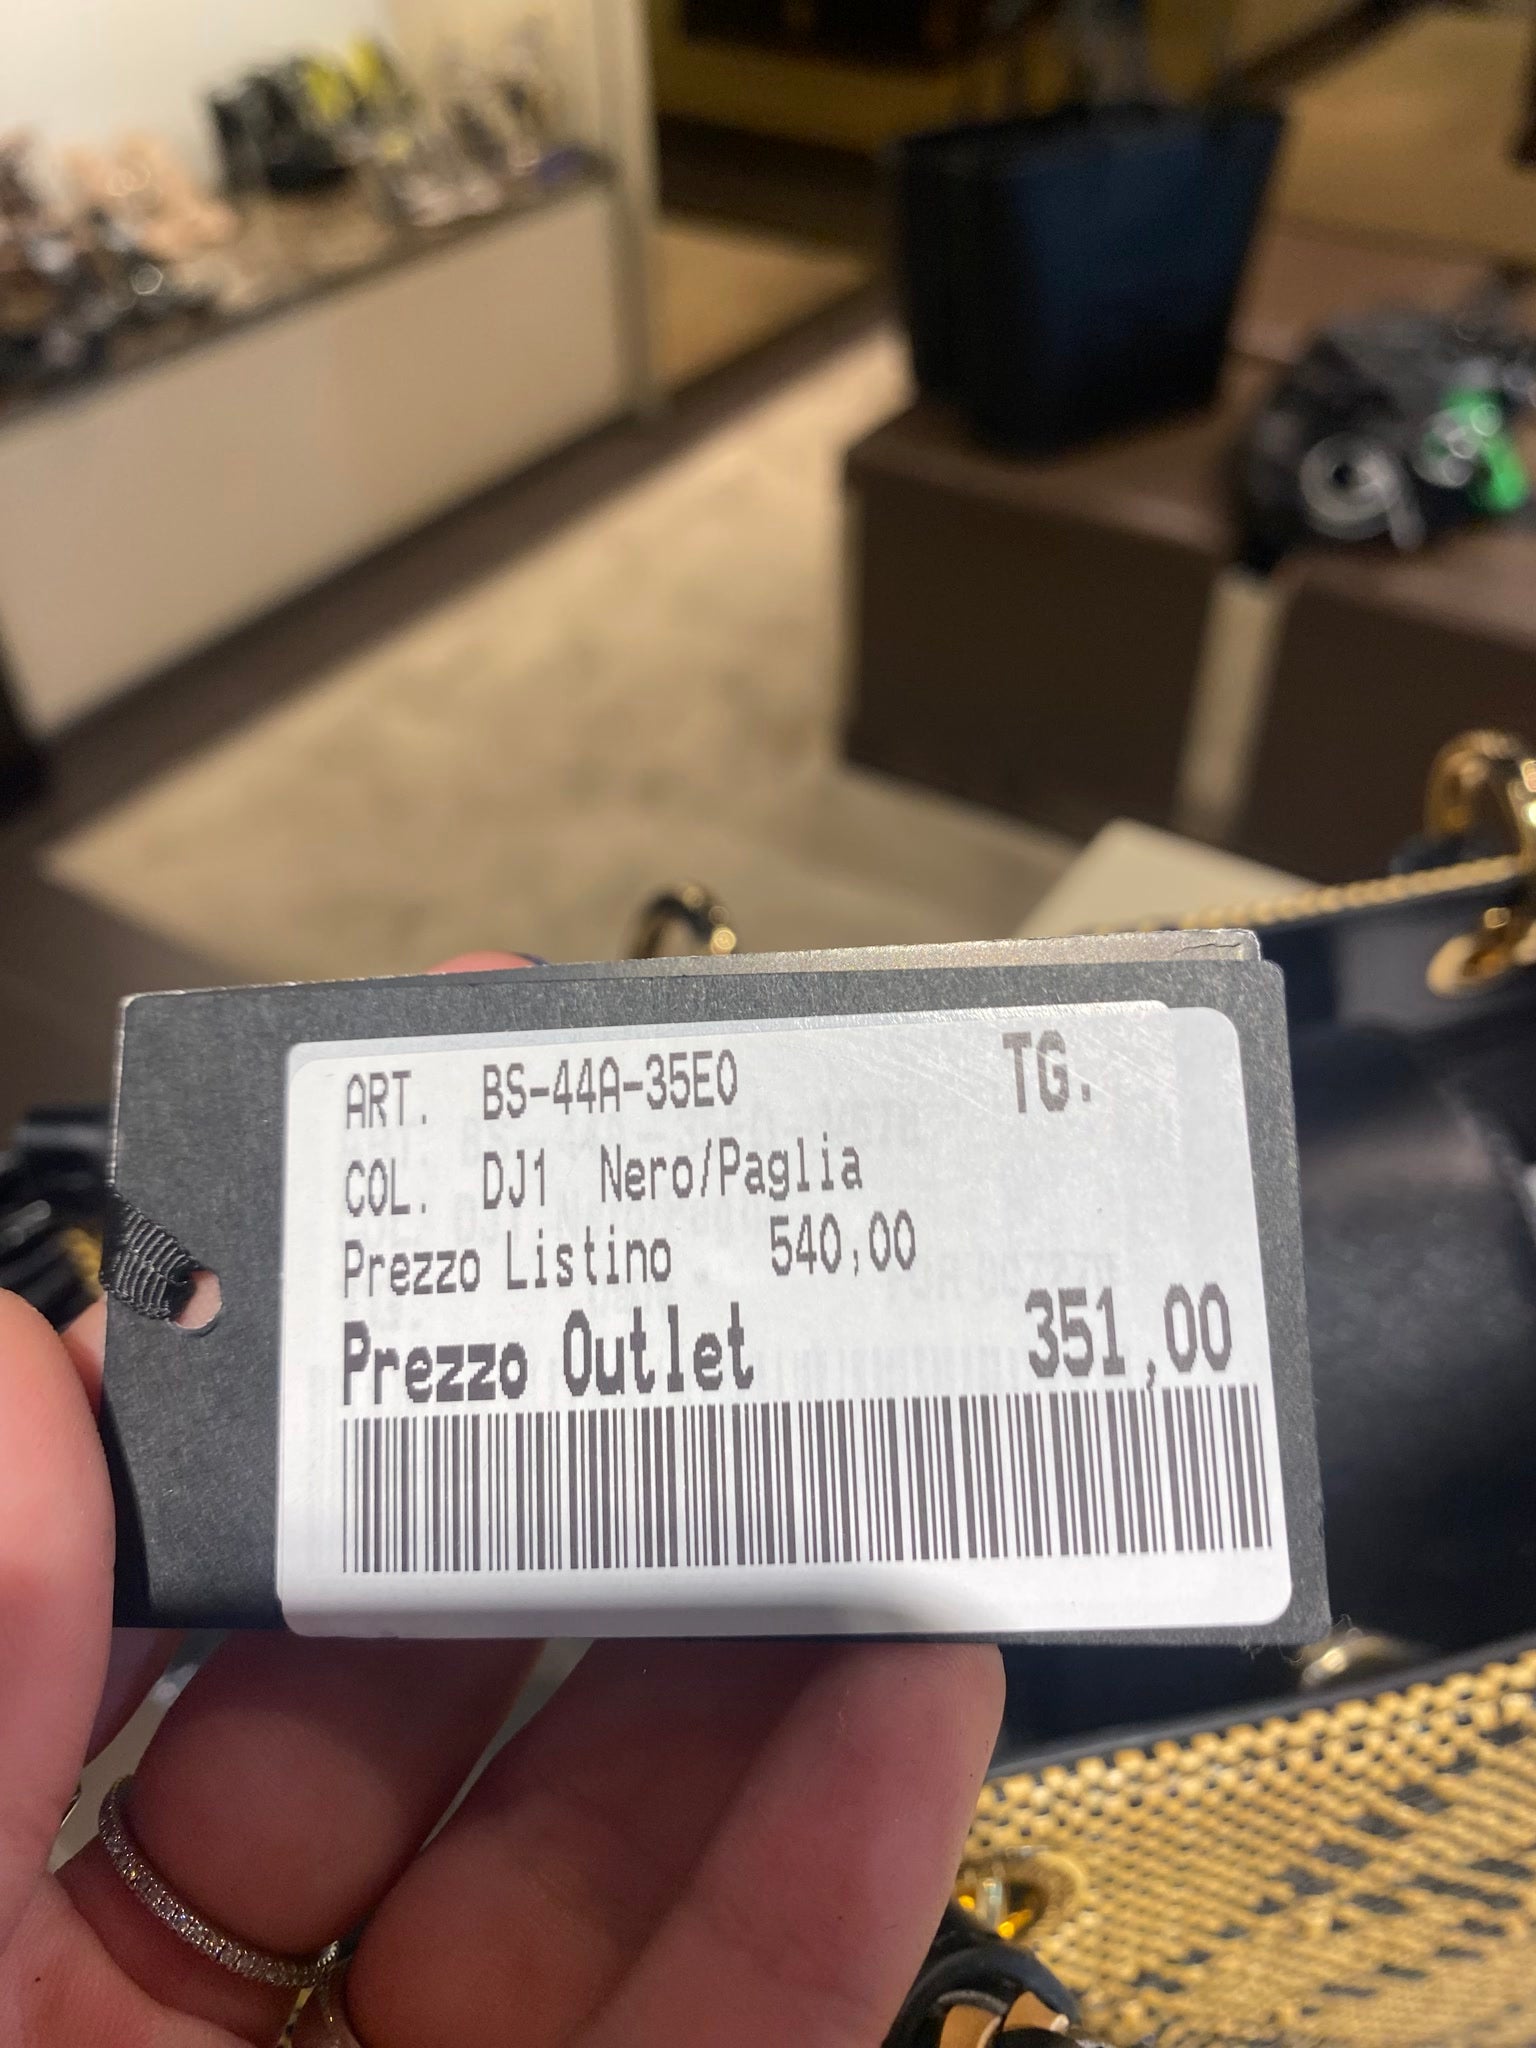 ART. BS-44A-35E0 TG.
COL. DJ1 Nero/Paglia
Prezzo Listino 540,00
Prezzo Outlet 351,00